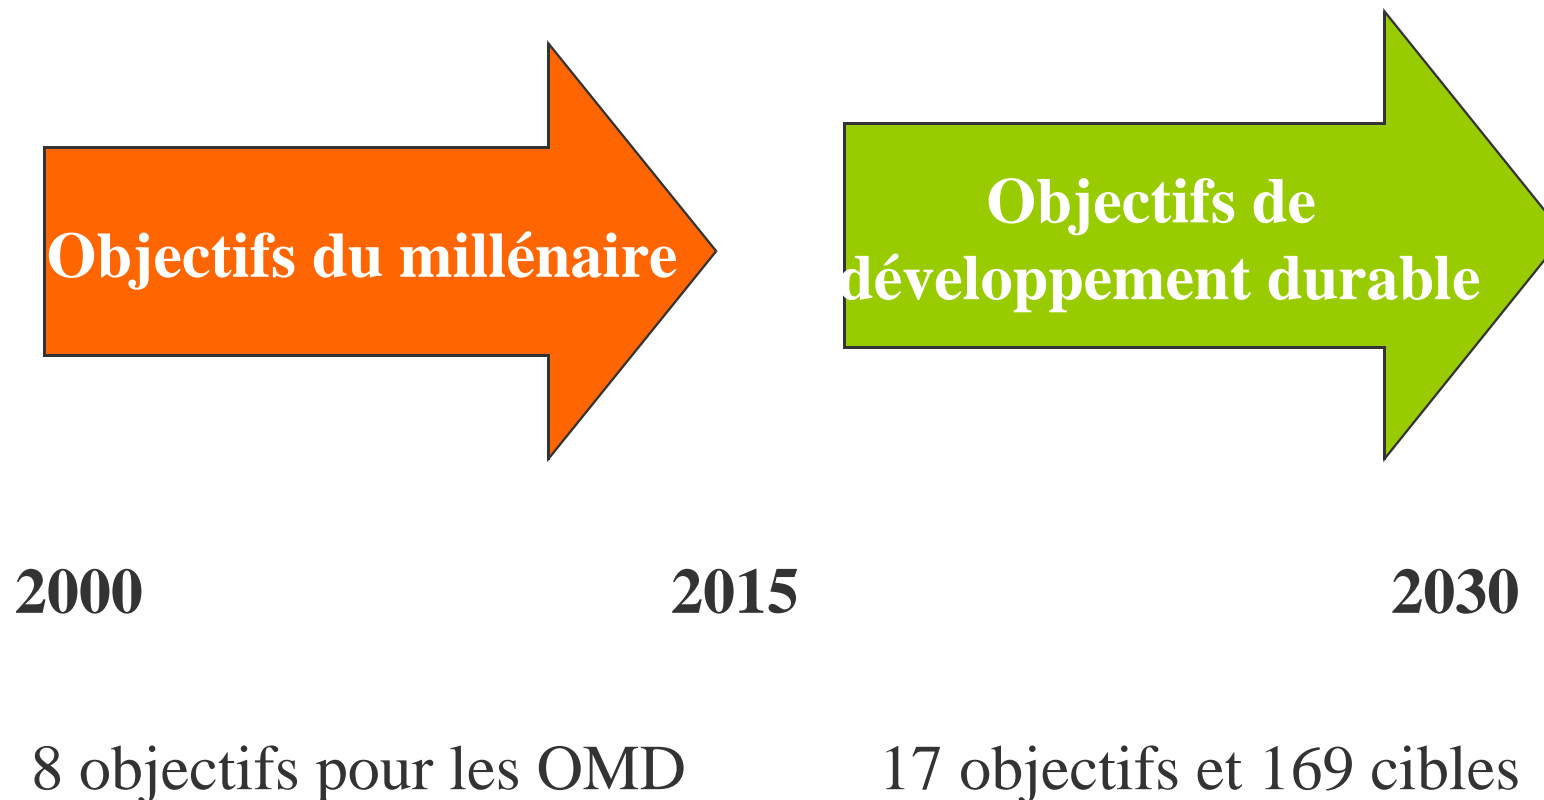 Objectifs du millénaire
Objectifs de
développement durable
2000
2015
2030
8 objectifs pour les OMD
17 objectifs et 169 cibles